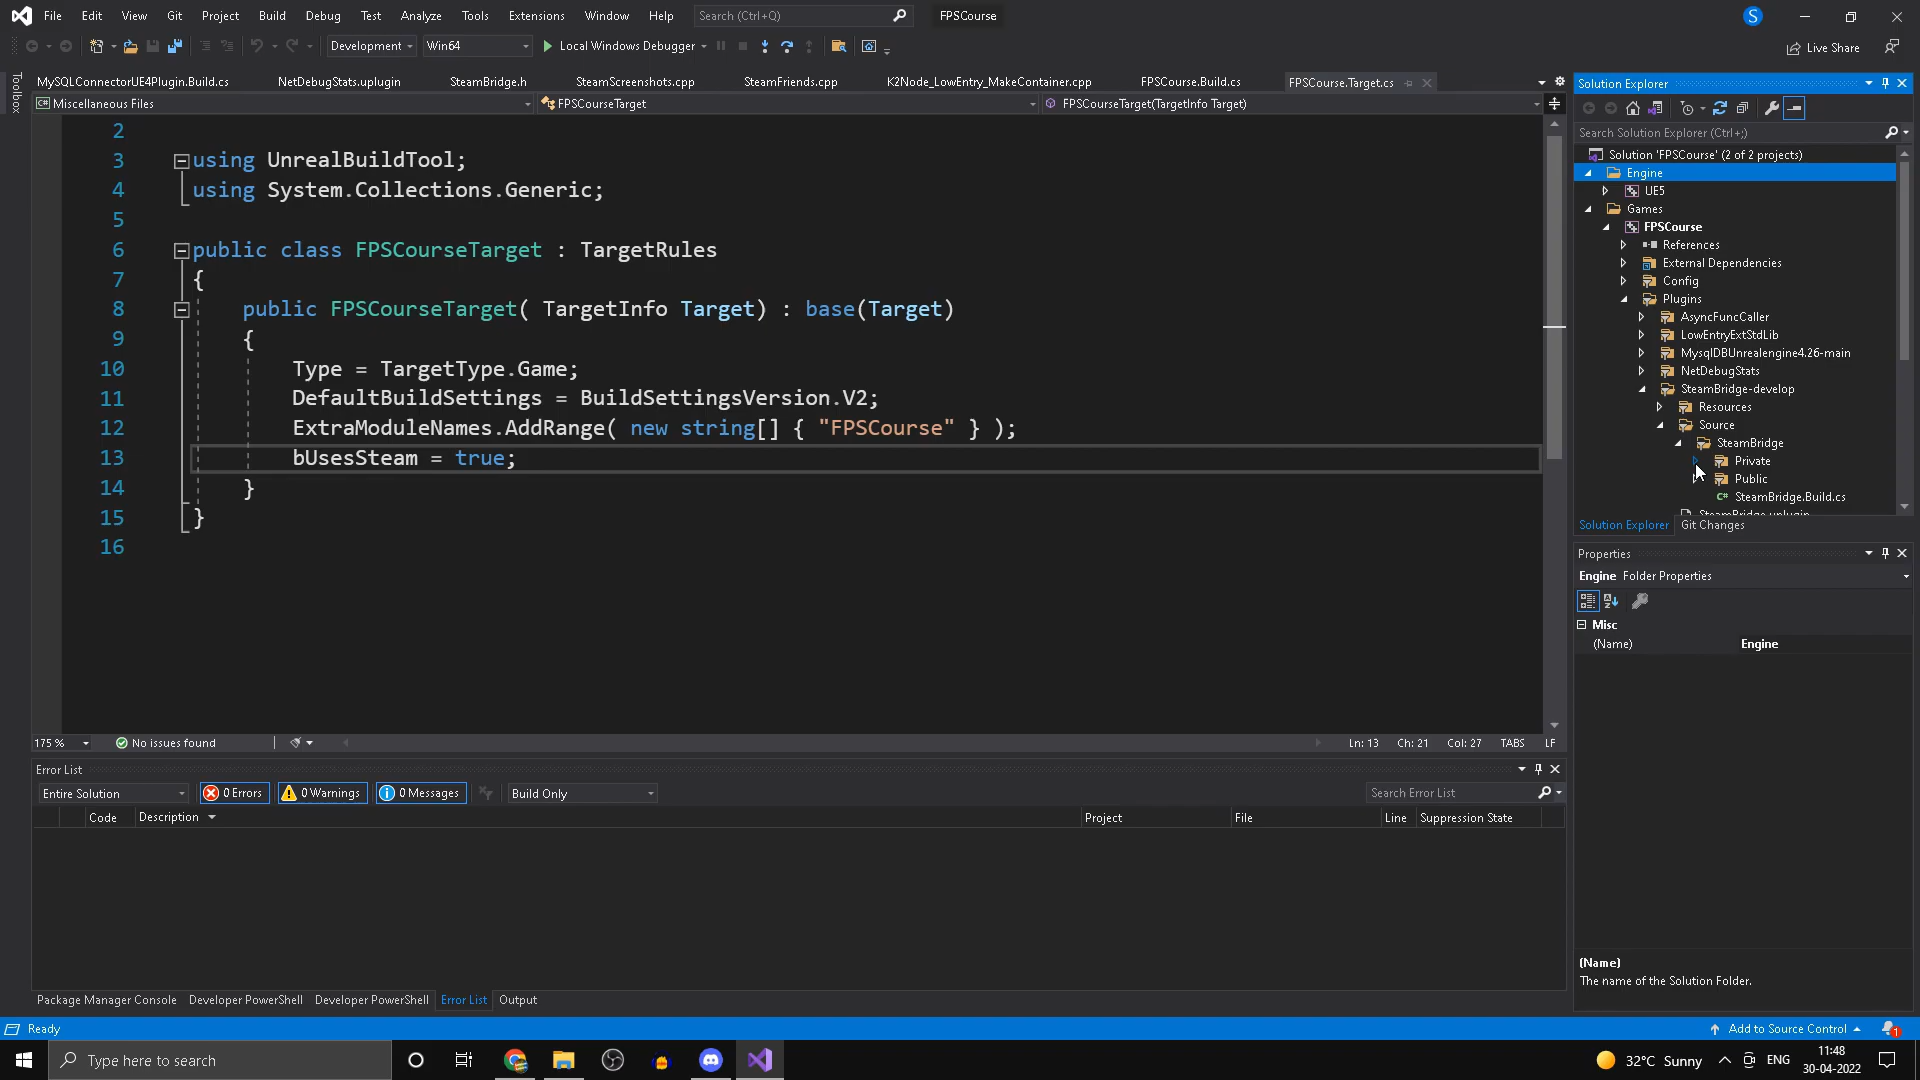 File Edit View Git Project Build Debug Test Analyze Tools Extensions Window Help Search (Ctrl+Q) FPSCourse S
Development Win64 Local Windows Debugger Live Share
Toolbox
MySQLConnectorUE4Plugin.Build.cs NetDebugStats.uplugin SteamBridge.h SteamScreenshots.cpp SteamFriends.cpp K2Node_LowEntry_MakeContainer.cpp FPSCourse.Build.cs FPSCourse.Target.cs
C# Miscellaneous Files FPSCourseTarget FPSCourseTarget(TargetInfo Target)
2
3 using UnrealBuildTool;
4 using System.Collections.Generic;
5
6 public class FPSCourseTarget : TargetRules
7 {
8 public FPSCourseTarget( TargetInfo Target) : base(Target)
9 {
10 Type = TargetType.Game;
11 DefaultBuildSettings = BuildSettingsVersion.V2;
12 ExtraModuleNames.AddRange( new string[] { "FPSCourse" } );
13 bUsesSteam = true;
14 }
15 }
16
175 % No issues found Ln: 13 Ch: 21 Col: 27 TABS LF
Error List
Entire Solution 0 Errors 0 Warnings 0 Messages Build Only Search Error List
Code Description Project File Line Suppression State
Package Manager Console Developer PowerShell Developer PowerShell Error List Output
Solution Explorer
Search Solution Explorer (Ctrl+;)
Solution 'FPSCourse' (2 of 2 projects)
Engine
UE5
Games
FPSCourse
References
External Dependencies
Config
Plugins
AsyncFuncCaller
LowEntryExtStdLib
MysqlDBUnrealengine4.26-main
NetDebugStats
SteamBridge-develop
Resources
Source
SteamBridge
Private
Public
C# SteamBridge.Build.cs
SteamBridge.uplugin
Solution Explorer Git Changes
Properties
Engine Folder Properties
Misc
(Name) Engine
(Name)
The name of the Solution Folder.
Ready Add to Source Control 1
Type here to search 32°C Sunny ENG 11:48
30-04-2022